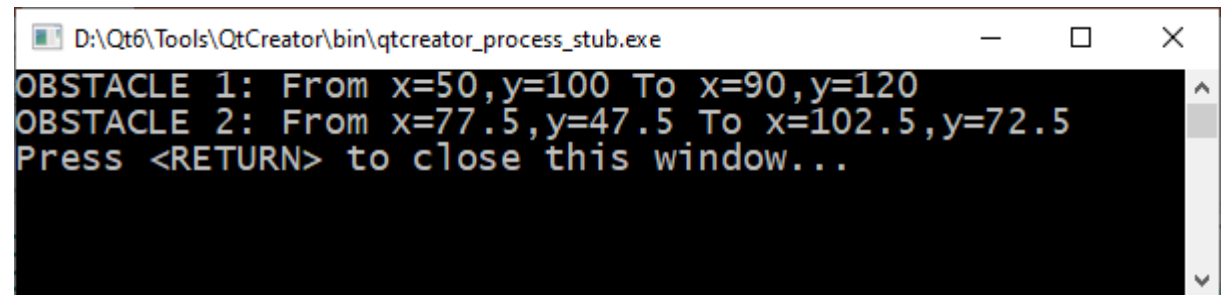 D:\Qt6\Tools\QtCreator\bin\qtcreator_process_stub.exe
OBSTACLE 1: From x=50,y=100 To x=90,y=120
OBSTACLE 2: From x=77.5,y=47.5 To x=102.5,y=72.5
Press <RETURN> to close this window...